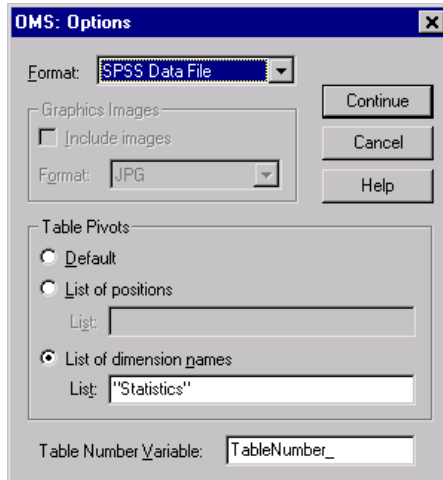 OMS: Options
Format: SPSS Data File
Graphics Images
Include images
Format: JPG
Continue
Cancel
Help
Table Pivots
Default
List of positions
List:
List of dimension names
List: "Statistics"
Table Number Variable: TableNumber_